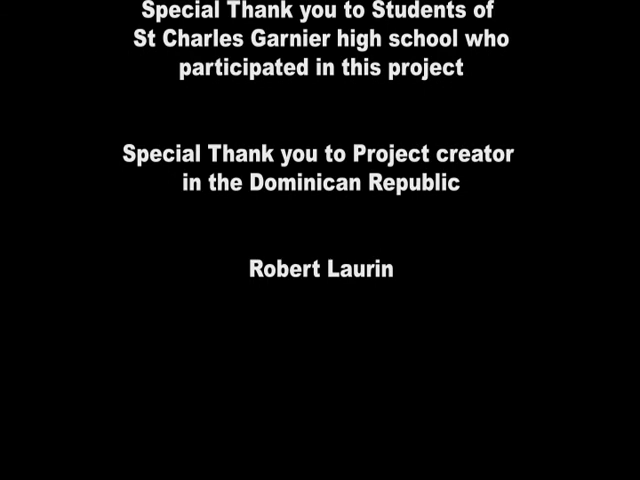 Special Thank you to Students of
St Charles Garnier high school who
participated in this project
Special Thank you to Project creator
in the Dominican Republic
Robert Laurin